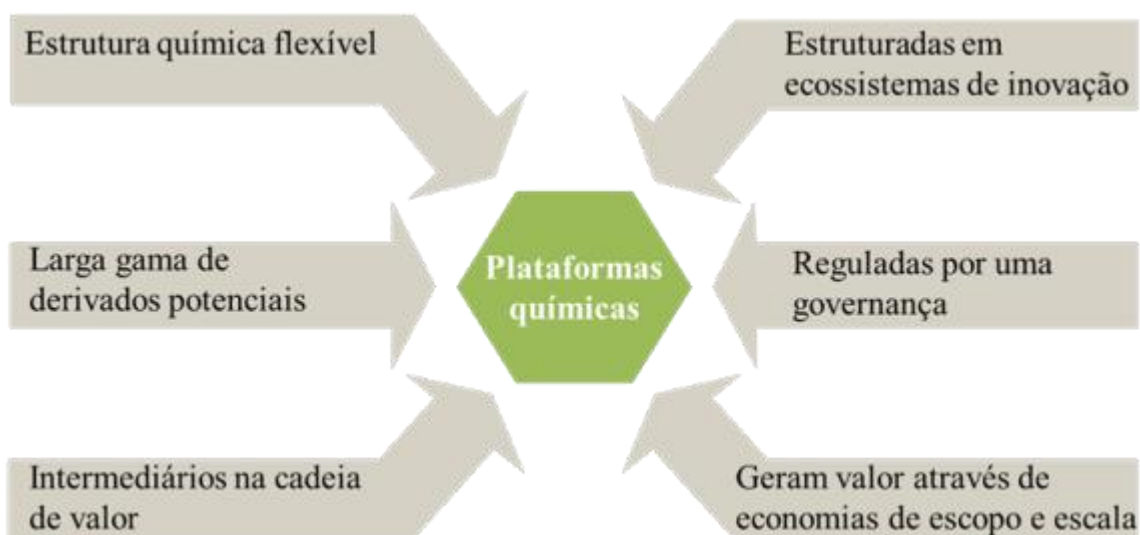 Estrutura química flexível
Larga gama de
derivados potenciais
Intermediários na cadeia
de valor
Plataformas
químicas
Estruturadas em
ecossistemas de inovação
Reguladas por uma
governança
Geram valor através de
economias de escopo e escala